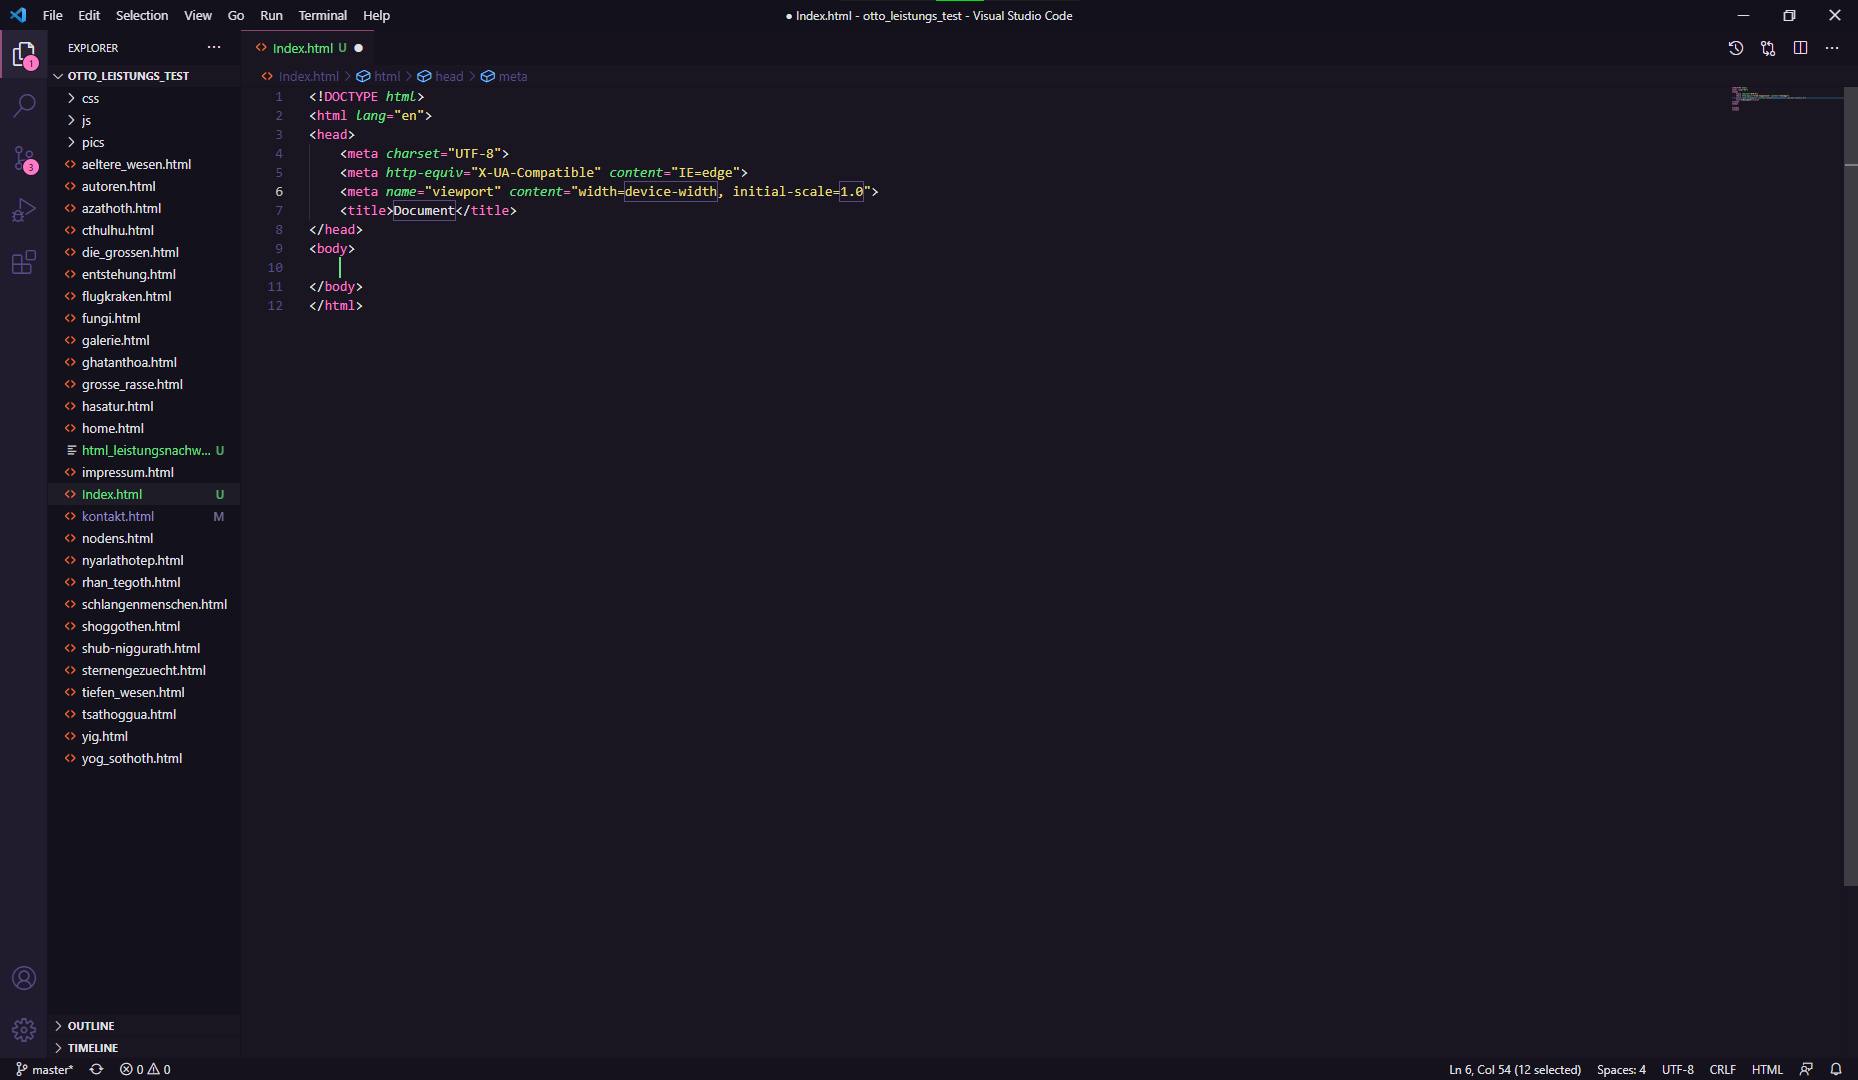 File Edit Selection View Go Run Terminal Help
● Index.html - otto_leistungs_test - Visual Studio Code
EXPLORER
1
3
OTTO_LEISTUNGS_TEST
css
js
pics
aeltere_wesen.html
autoren.html
azathoth.html
cthulhu.html
die_grossen.html
entstehung.html
flugkraken.html
fungi.html
galerie.html
ghatanthoa.html
grosse_rasse.html
hasatur.html
home.html
html_leistungsnachw... U
impressum.html
Index.html U
kontakt.html M
nodens.html
nyarlathotep.html
rhan_tegoth.html
schlangenmenschen.html
shoggothen.html
shub-niggurath.html
sternengezuecht.html
tiefen_wesen.html
tsathoggua.html
yig.html
yog_sothoth.html
OUTLINE
TIMELINE
Index.html U
Index.html > html > head > meta
1 <!DOCTYPE html>
2 <html lang="en">
3 <head>
4 <meta charset="UTF-8">
5 <meta http-equiv="X-UA-Compatible" content="IE=edge">
6 <meta name="viewport" content="width=device-width, initial-scale=1.0">
7 <title>Document</title>
8 </head>
9 <body>
10
11 </body>
12 </html>
master* 0 0
Ln 6, Col 54 (12 selected) Spaces: 4 UTF-8 CRLF HTML